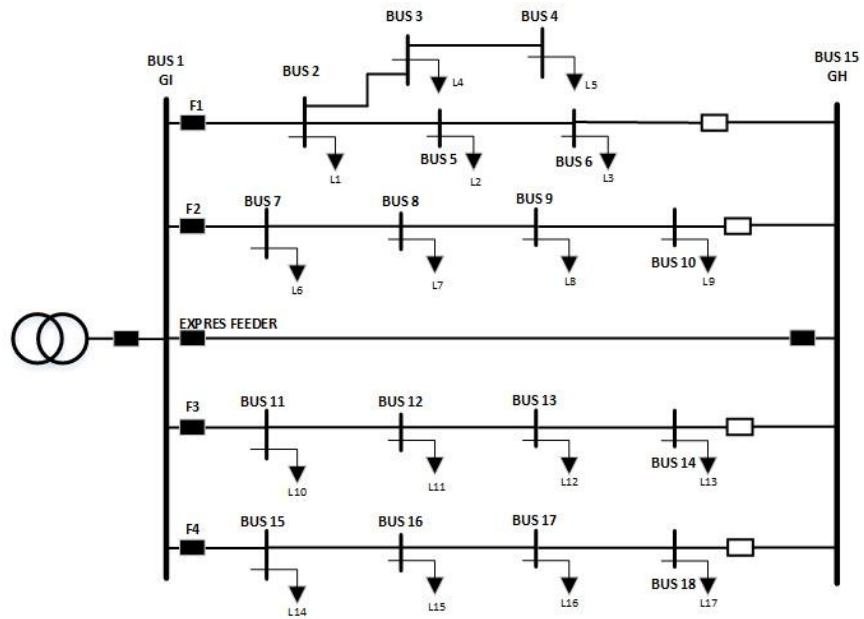 BUS 3
BUS 4
BUS 1
GI
BUS 2
BUS 15
GH
L4
L5
F1
BUS 5
BUS 6
L1
L2
L3
F2
BUS 7
BUS 8
BUS 9
BUS 10
L6
L7
L8
L9
EXPRES FEEDER
F3
BUS 11
BUS 12
BUS 13
BUS 14
L10
L11
L12
L13
F4
BUS 15
BUS 16
BUS 17
BUS 18
L14
L15
L16
L17